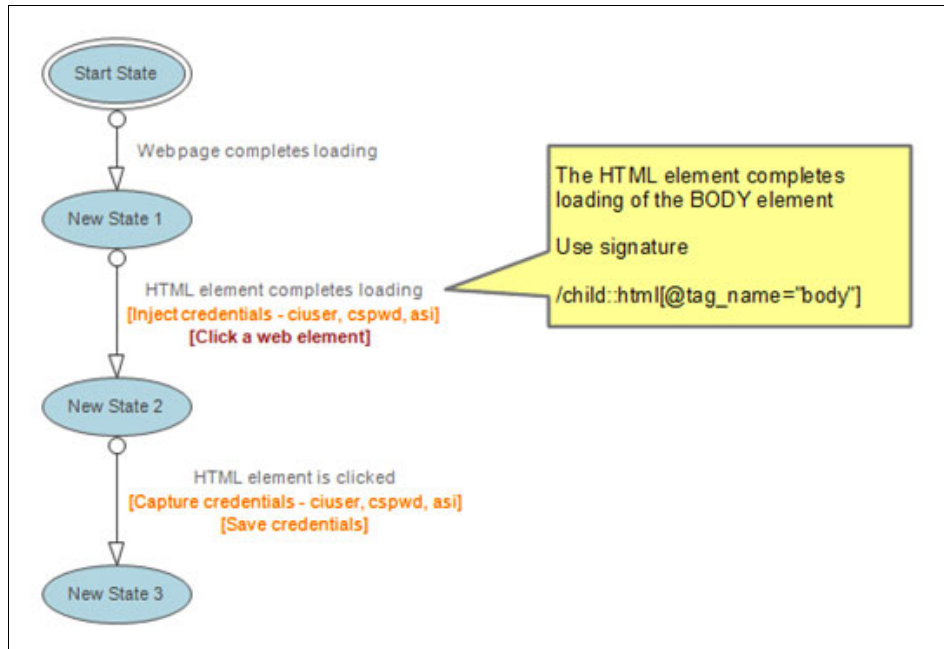 Start State
Webpage completes loading
New State 1
The HTML element completes
loading of the BODY element
Use signature
/child::html[@tag_name="body"]
HTML element completes loading
[Inject credentials - ciuser, cspwd, asi]
[Click a web element]
New State 2
HTML element is clicked
[Capture credentials - ciuser, cspwd, asi]
[Save credentials]
New State 3